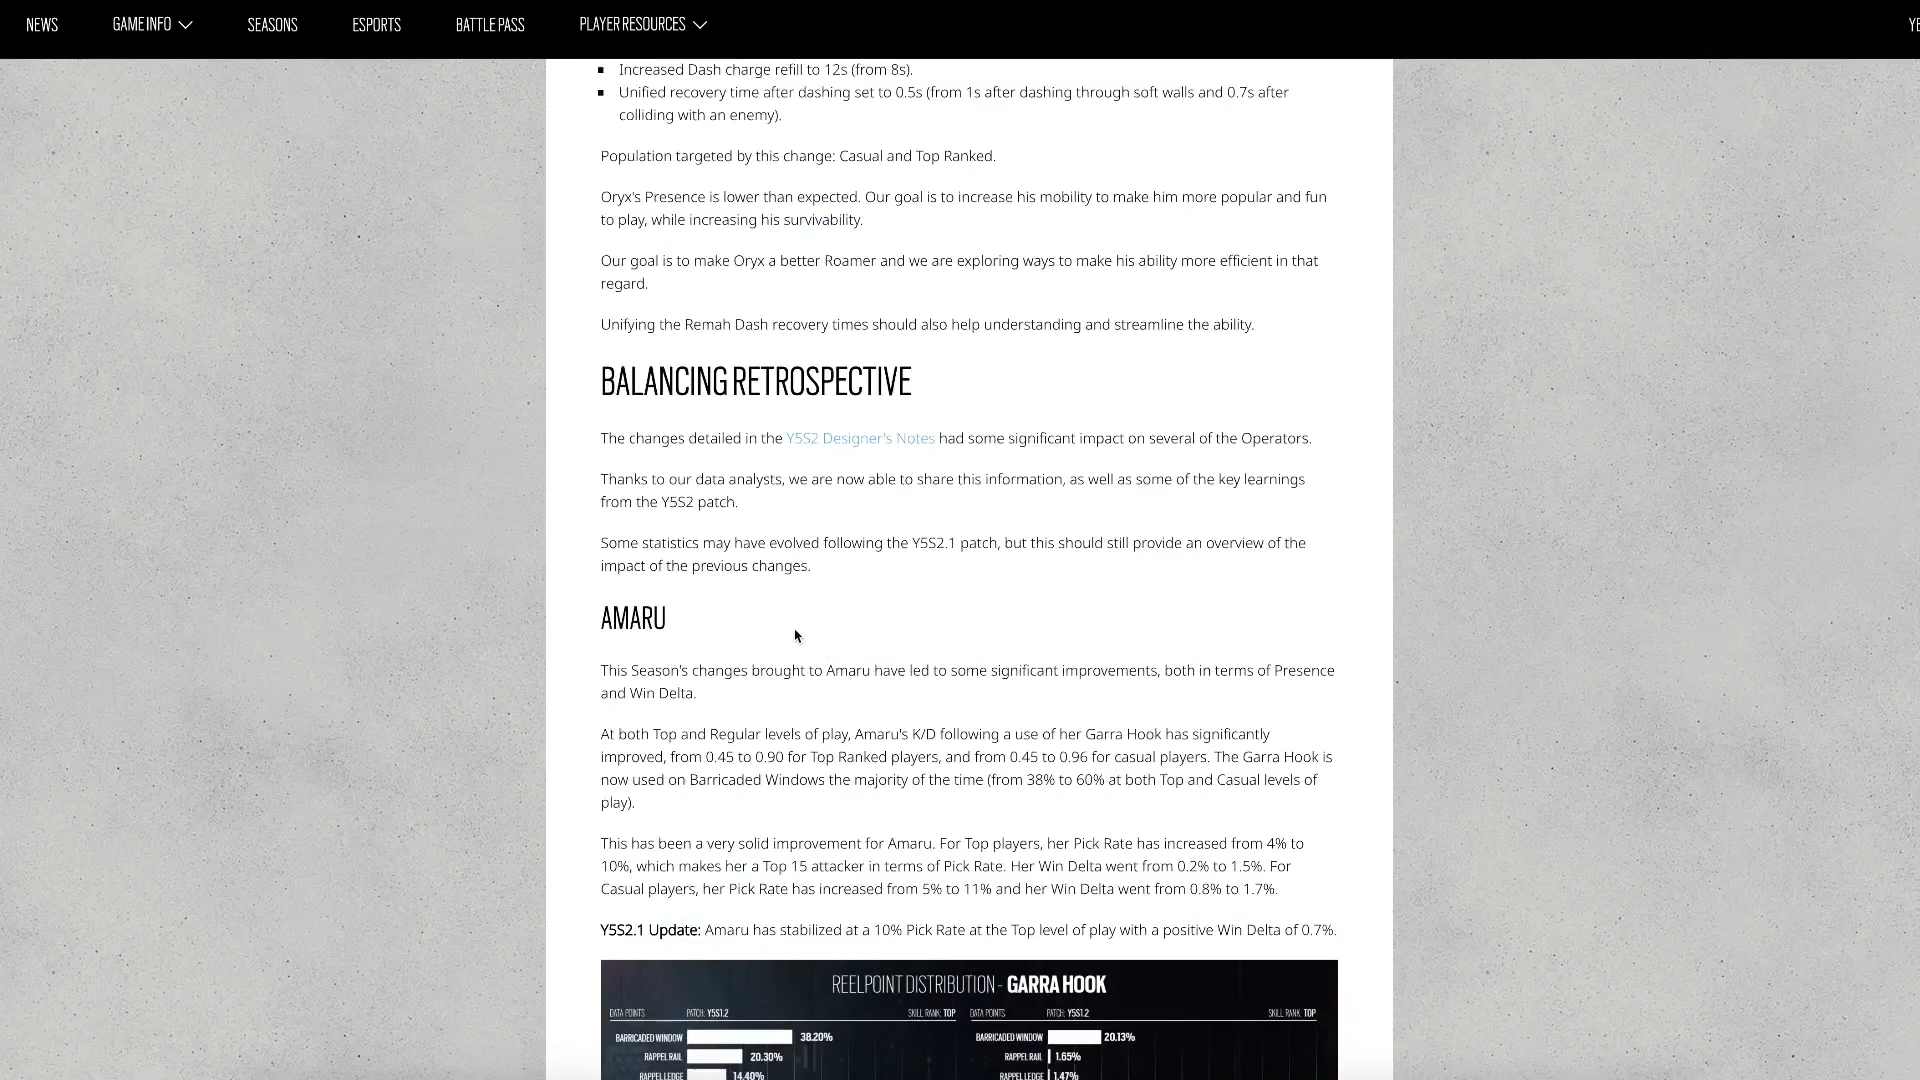 NEWS GAME INFO SEASONS ESPORTS BATTLE PASS PLAYER RESOURCES YE
Increased Dash charge refill to 12s (from 8s).
Unified recovery time after dashing set to 0.5s (from 1s after dashing through soft walls and 0.7s after
colliding with an enemy).
Population targeted by this change: Casual and Top Ranked.
Oryx's Presence is lower than expected. Our goal is to increase his mobility to make him more popular and fun
to play, while increasing his survivability.
Our goal is to make Oryx a better Roamer and we are exploring ways to make his ability more efficient in that
regard.
Unifying the Remah Dash recovery times should also help understanding and streamline the ability.
BALANCING RETROSPECTIVE
The changes detailed in the Y5S2 Designer's Notes had some significant impact on several of the Operators.
Thanks to our data analysts, we are now able to share this information, as well as some of the key learnings
from the Y5S2 patch.
Some statistics may have evolved following the Y5S2.1 patch, but this should still provide an overview of the
impact of the previous changes.
AMARU
This Season's changes brought to Amaru have led to some significant improvements, both in terms of Presence
and Win Delta.
At both Top and Regular levels of play, Amaru's K/D following a use of her Garra Hook has significantly
improved, from 0.45 to 0.90 for Top Ranked players, and from 0.45 to 0.96 for casual players. The Garra Hook is
now used on Barricaded Windows the majority of the time (from 38% to 60% at both Top and Casual levels of
play).
This has been a very solid improvement for Amaru. For Top players, her Pick Rate has increased from 4% to
10%, which makes her a Top 15 attacker in terms of Pick Rate. Her Win Delta went from 0.2% to 1.5%. For
Casual players, her Pick Rate has increased from 5% to 11% and her Win Delta went from 0.8% to 1.7%.
Y5S2.1 Update: Amaru has stabilized at a 10% Pick Rate at the Top level of play with a positive Win Delta of 0.7%.
REELPOINT DISTRIBUTION - GARRA HOOK
DATA POINTS PATCH: Y5S1.2 SKILL RANK: TOP DATA POINTS PATCH: Y5S1.2 SKILL RANK: TOP
BARRICADED WINDOW 38.20% BARRICADED WINDOW 20.13%
RAPPEL RAIL 20.30% RAPPEL RAIL 1.65%
RAPPEL LEDGE 14.40% RAPPEL LEDGE 1.47%